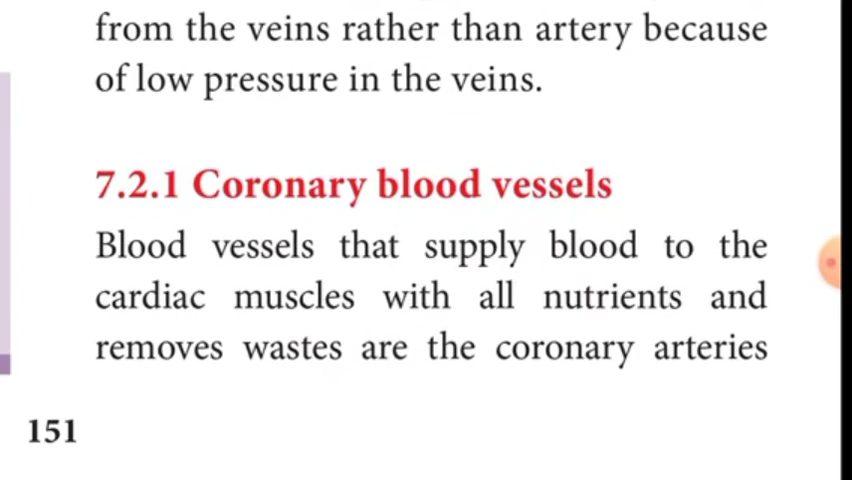 from the veins rather than artery because
of low pressure in the veins.
7.2.1 Coronary blood vessels
Blood vessels that supply blood to the
cardiac muscles with all nutrients and
removes wastes are the coronary arteries
151